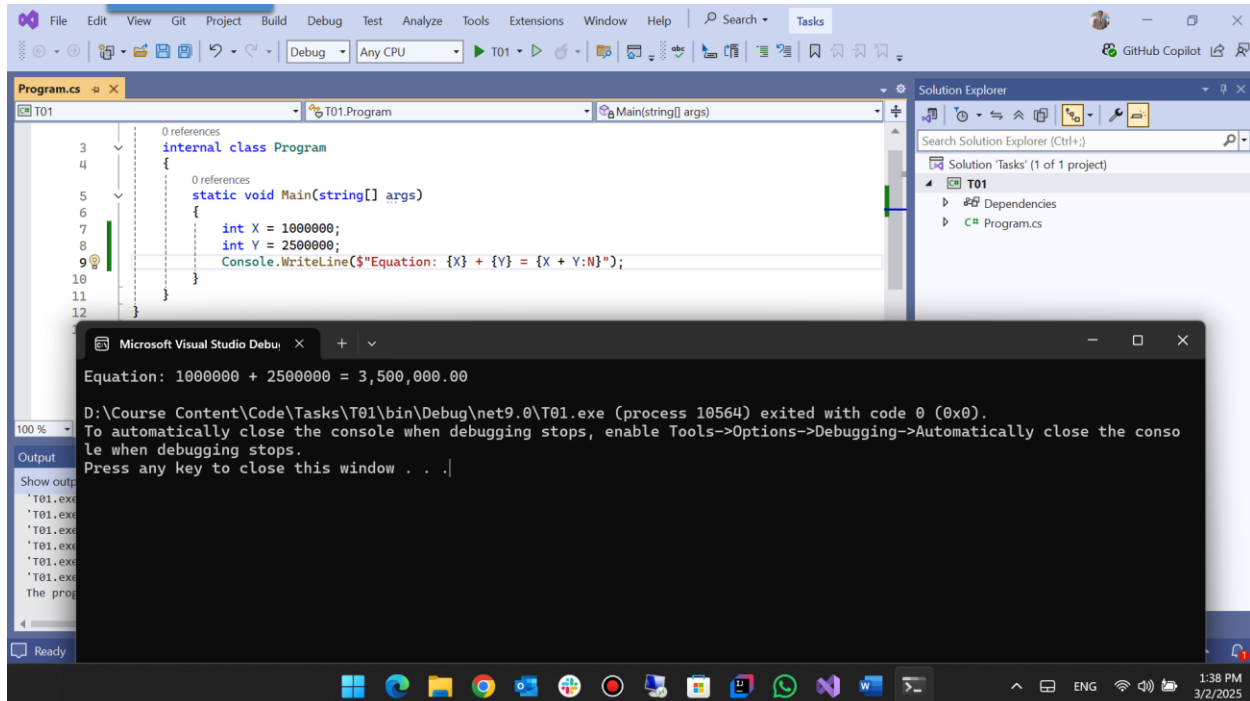 File Edit View Git Project Build Debug Test Analyze Tools Extensions Window Help Search Tasks
Debug Any CPU T01 GitHub Copilot
Program.cs
T01 T01.Program Main(string[] args)
0 references
3 internal class Program
4 {
0 references
5 static void Main(string[] args)
6 {
7 int X = 1000000;
8 int Y = 2500000;
9 Console.WriteLine($"Equation: {X} + {Y} = {X + Y:N}");
10 }
11 }
12 }
Solution Explorer
Search Solution Explorer (Ctrl+;)
Solution 'Tasks' (1 of 1 project)
C# T01
Dependencies
C# Program.cs
100 %
Output
Show outp
'T01.exe
'T01.exe
'T01.exe
'T01.exe
'T01.exe
'T01.exe
The prog
Ready
Microsoft Visual Studio Debug
Equation: 1000000 + 2500000 = 3,500,000.00
D:\Course Content\Code\Tasks\T01\bin\Debug\net9.0\T01.exe (process 10564) exited with code 0 (0x0).
To automatically close the console when debugging stops, enable Tools->Options->Debugging->Automatically close the conso
le when debugging stops.
Press any key to close this window . . .
ENG
1:38 PM
3/2/2025